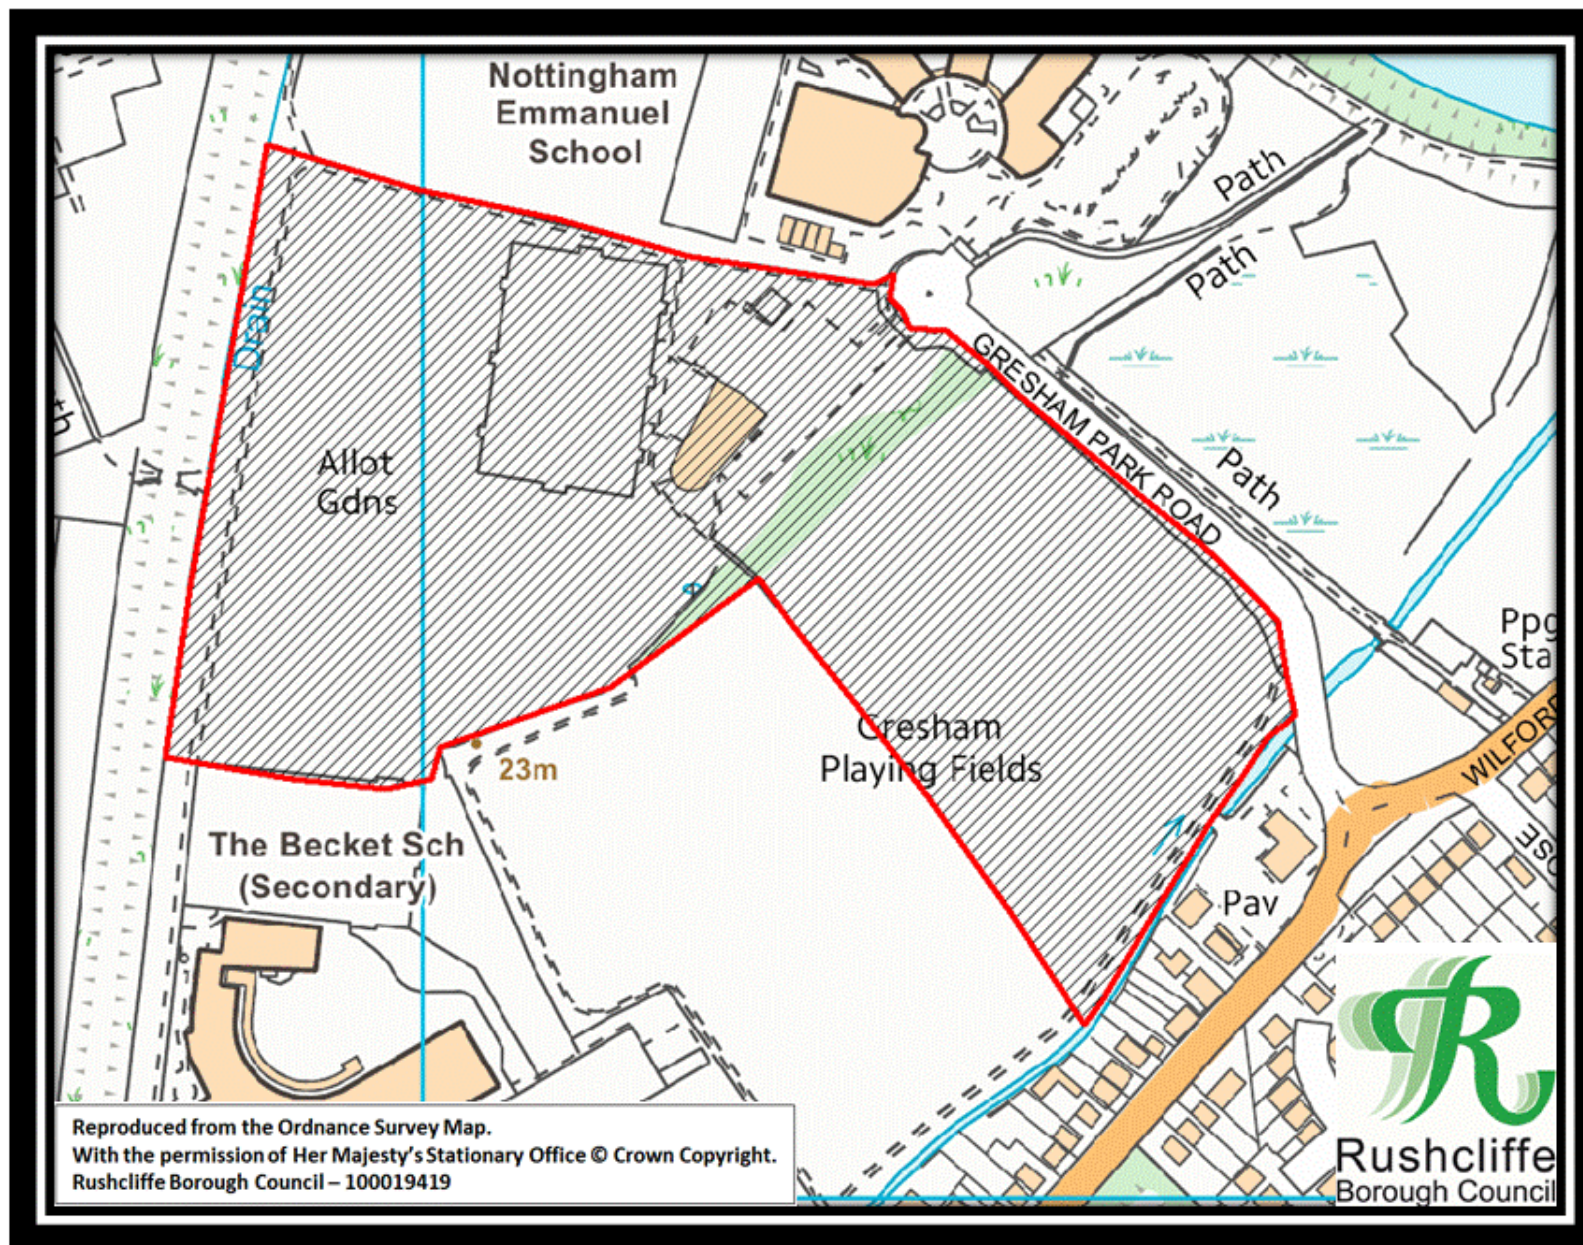 Nottingham
Emmanuel
School
Path
Path
Drain
GRESHAM PARK ROAD
Path
Allot
Gdns
th
Ppg
Sta
WILFORD
Gresham
Playing Fields
23m
The Becket Sch
(Secondary)
OSE
Pav
Reproduced from the Ordnance Survey Map.
With the permission of Her Majesty's Stationary Office © Crown Copyright.
Rushcliffe Borough Council – 100019419
R
Rushcliffe
Borough Council